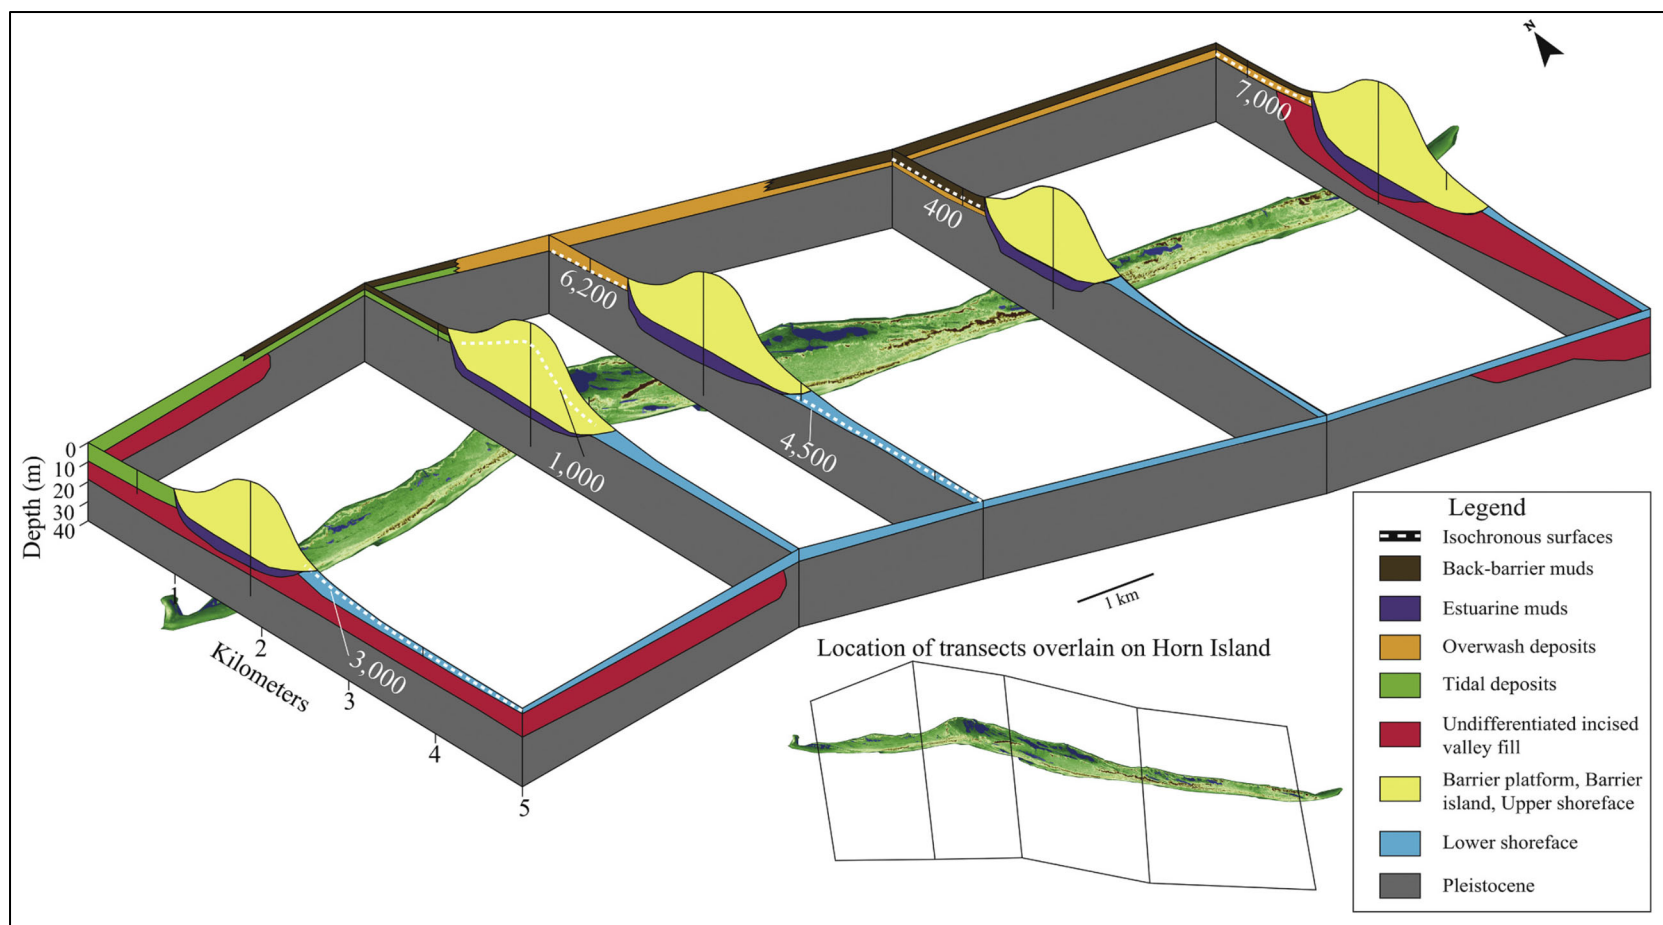 N
7,000
400
6,200
4,500
1,000
3,000
Depth (m)
0
10
20
30
40
Kilometers
1
2
3
4
5
1 km
Location of transects overlain on Horn Island
Legend
Isochronous surfaces
Back-barrier muds
Estuarine muds
Overwash deposits
Tidal deposits
Undifferentiated incised
valley fill
Barrier platform, Barrier
island, Upper shoreface
Lower shoreface
Pleistocene